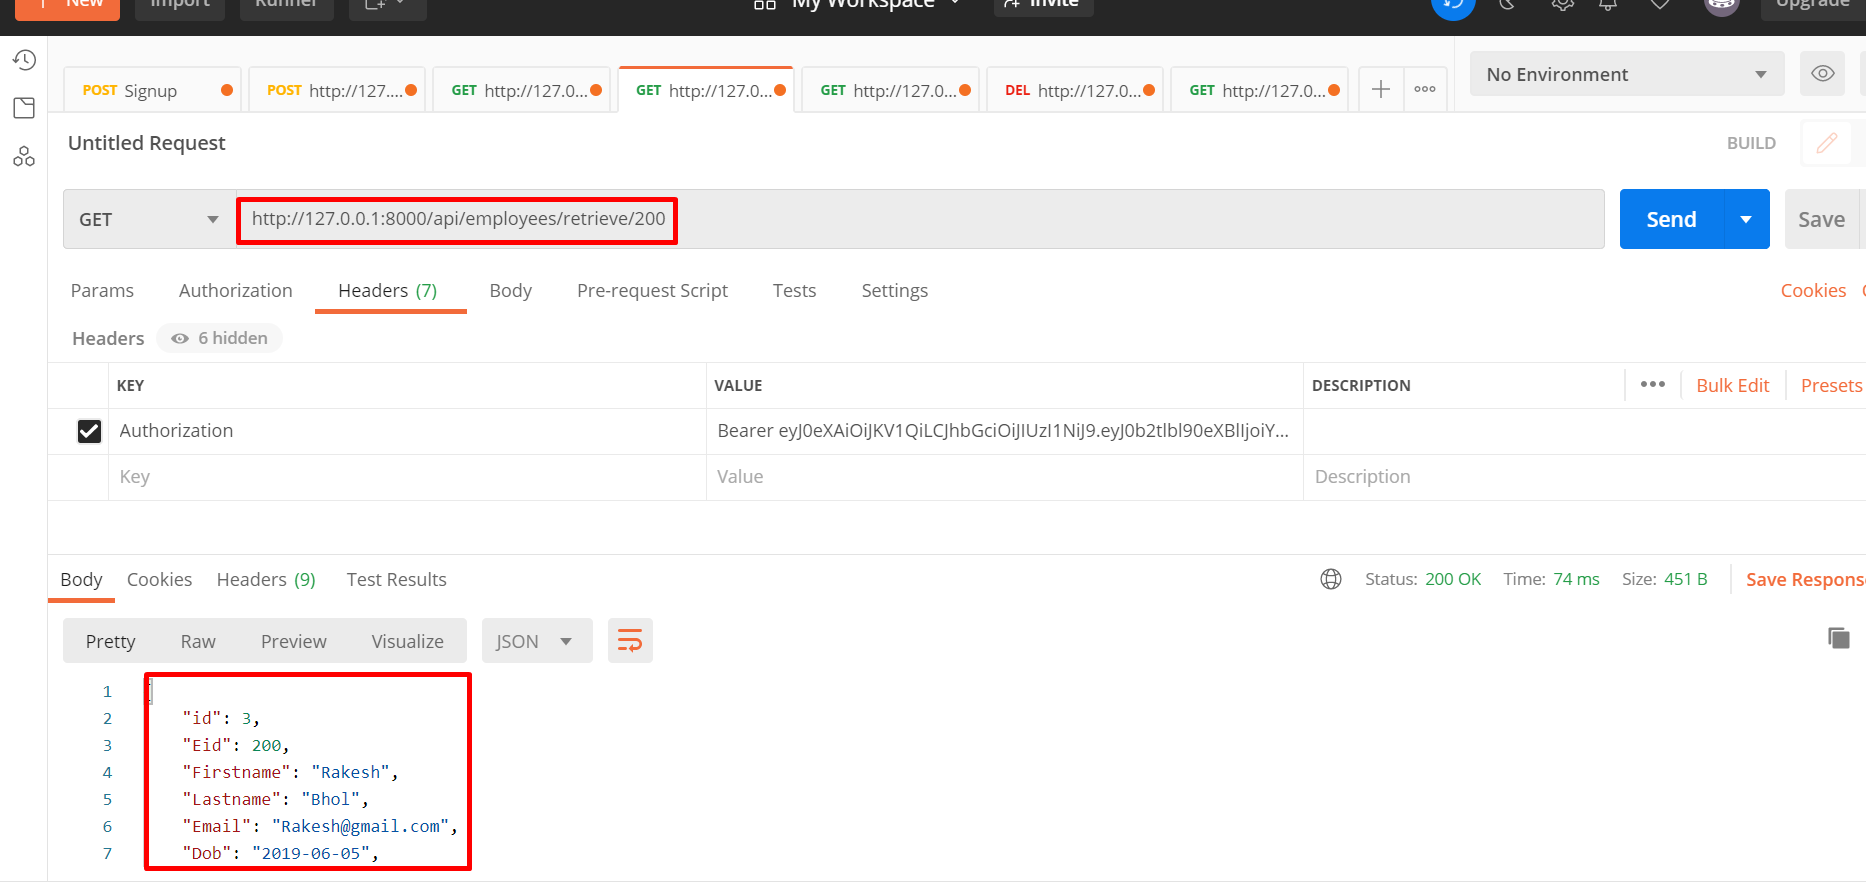 New Import Runner My Workspace Invite Upgrade
POST Signup POST http://127.... GET http://127.0... GET http://127.0... GET http://127.0... DEL http://127.0... GET http://127.0... No Environment
Untitled Request BUILD
GET http://127.0.0.1:8000/api/employees/retrieve/200 Send Save
Params Authorization Headers (7) Body Pre-request Script Tests Settings Cookies
Headers 6 hidden
KEY VALUE DESCRIPTION Bulk Edit Presets
Authorization Bearer eyJ0eXAiOiJKV1QiLCJhbGciOiJIUzI1NiJ9.eyJ0b2tlbl90eXBlIjoiY...
Key Value Description
Body Cookies Headers (9) Test Results Status: 200 OK Time: 74 ms Size: 451 B Save Respons
Pretty Raw Preview Visualize JSON
1 {
2 "id": 3,
3 "Eid": 200,
4 "Firstname": "Rakesh",
5 "Lastname": "Bhol",
6 "Email": "Rakesh@gmail.com",
7 "Dob": "2019-06-05",